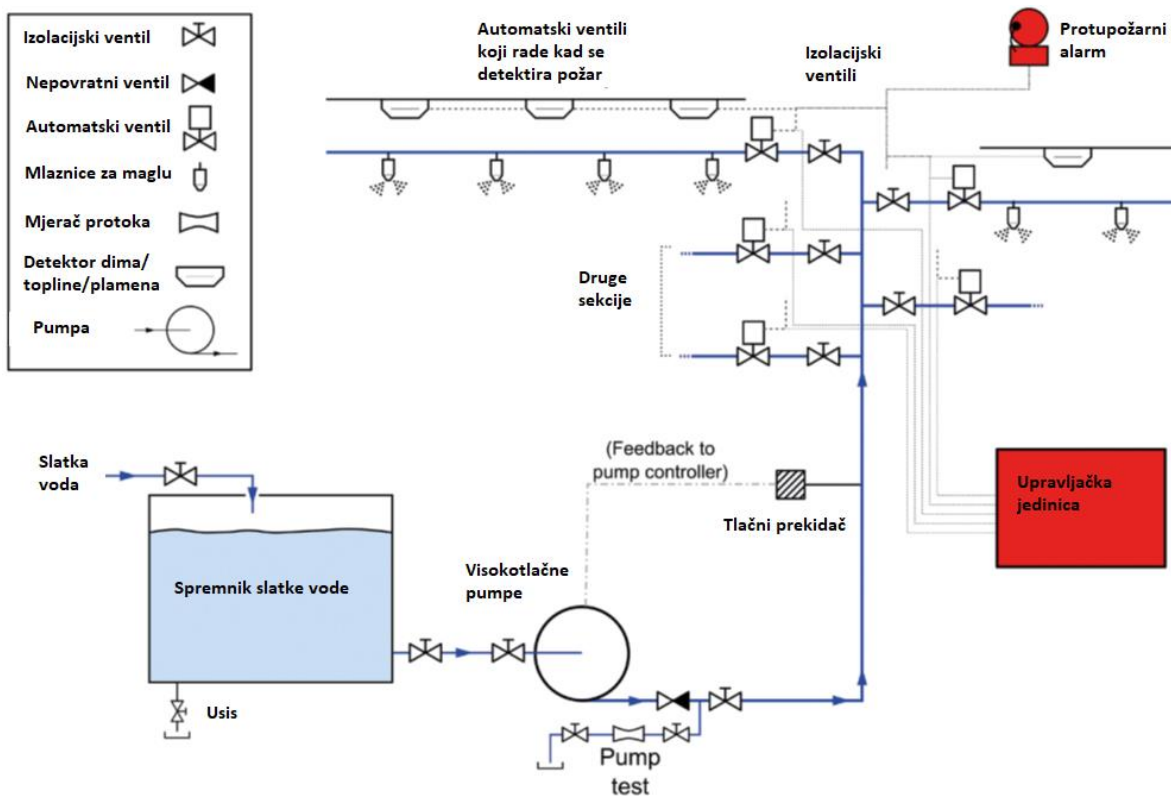 Izolacijski ventil
Nepovratni ventil
Automatski ventil
Mlaznice za maglu
Mjerač protoka
Detektor dima/
topline/plamena
Pumpa
Automatski ventili
koji rade kad se
detektira požar
Izolacijski
ventili
Protupožarni
alarm
Druge
sekcije
Slatka
voda
(Feedback to
pump controller)
Tlačni prekidač
Upravljačka
jedinica
Spremnik slatke vode
Visokotlačne
pumpe
Usis
Pump
test